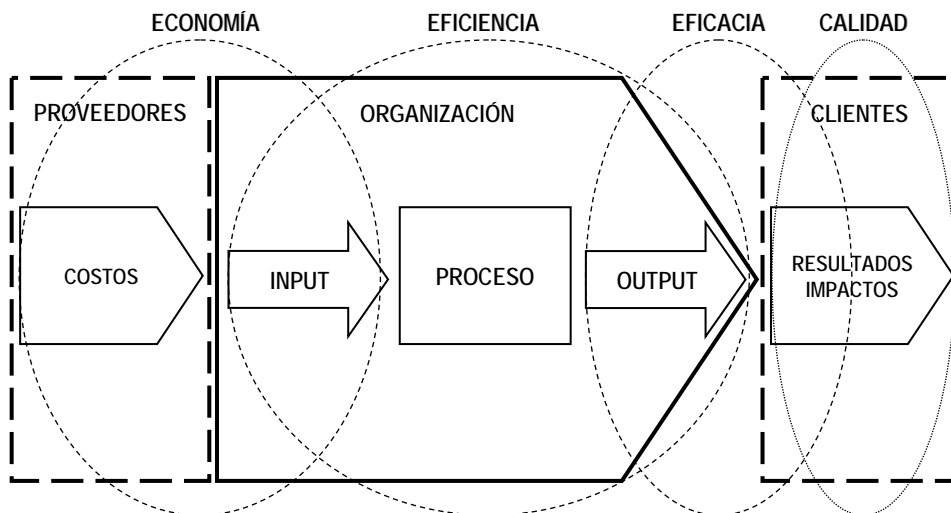 ECONOMÍA
EFICIENCIA
EFICACIA
CALIDAD
PROVEEDORES
ORGANIZACIÓN
CLIENTES
COSTOS
INPUT
PROCESO
OUTPUT
RESULTADOS
IMPACTOS